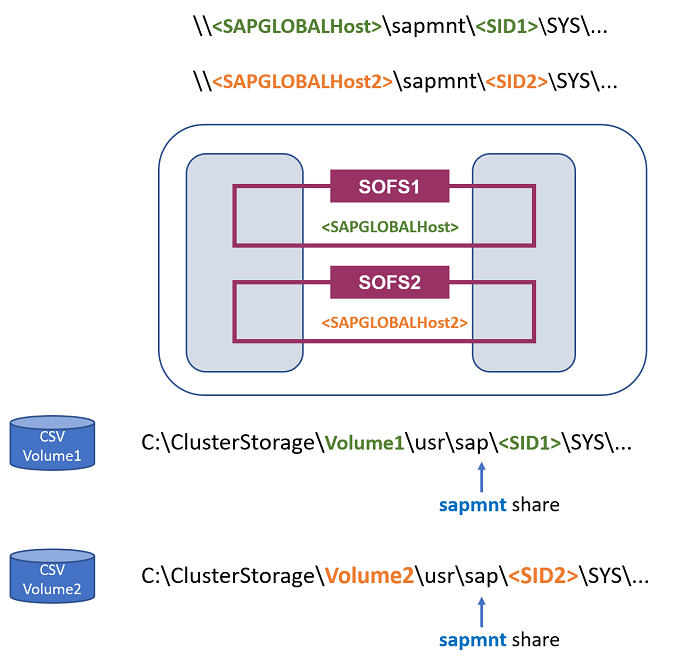 \\<SAPGLOBALHost>\sapmnt\<SID1>\SYS\...
\\<SAPGLOBALHost2>\sapmnt\<SID2>\SYS\...
SOFS1
<SAPGLOBALHost>
SOFS2
<SAPGLOBALHost2>
CSV
Volume1
C:\ClusterStorage\Volume1\usr\sap\<SID1>\SYS\...
sapmnt share
CSV
Volume2
C:\ClusterStorage\Volume2\usr\sap\<SID2>\SYS\...
sapmnt share